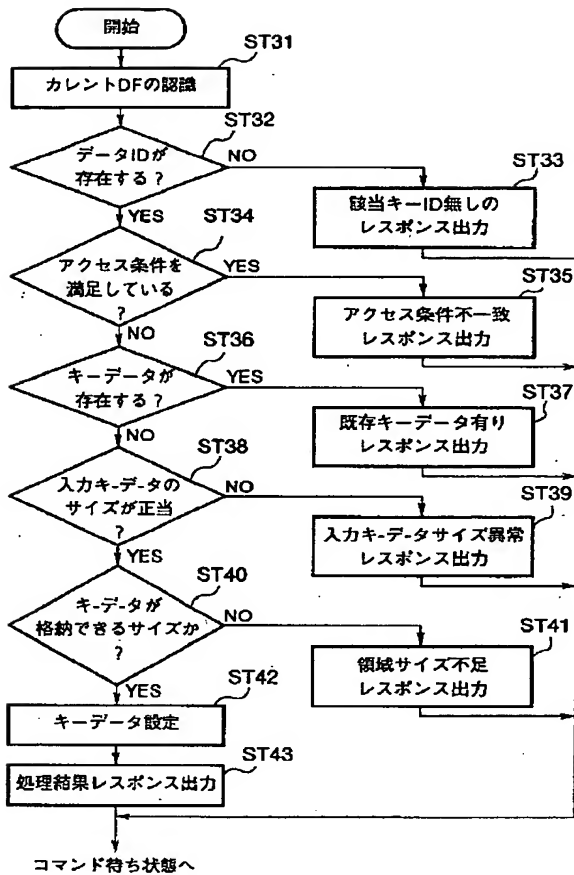 開始
ST31
カレントDFの認識
ST32
データIDが
存在する?
NO
ST33
該当キーID無しの
レスポンス出力
YES
ST34
アクセス条件を
満足している
?
YES
ST35
アクセス条件不一致
レスポンス出力
NO
ST36
キーデータが
存在する?
YES
ST37
既存キーデータ有り
レスポンス出力
NO
ST38
入力キ-データの
サイズが正当
?
NO
ST39
入力キ-データサイズ異常
レスポンス出力
YES
ST40
キ-データが
格納できるサイズか
?
NO
ST41
領域サイズ不足
レスポンス出力
YES
ST42
キーデータ設定
ST43
処理結果レスポンス出力
コマンド待ち状態へ